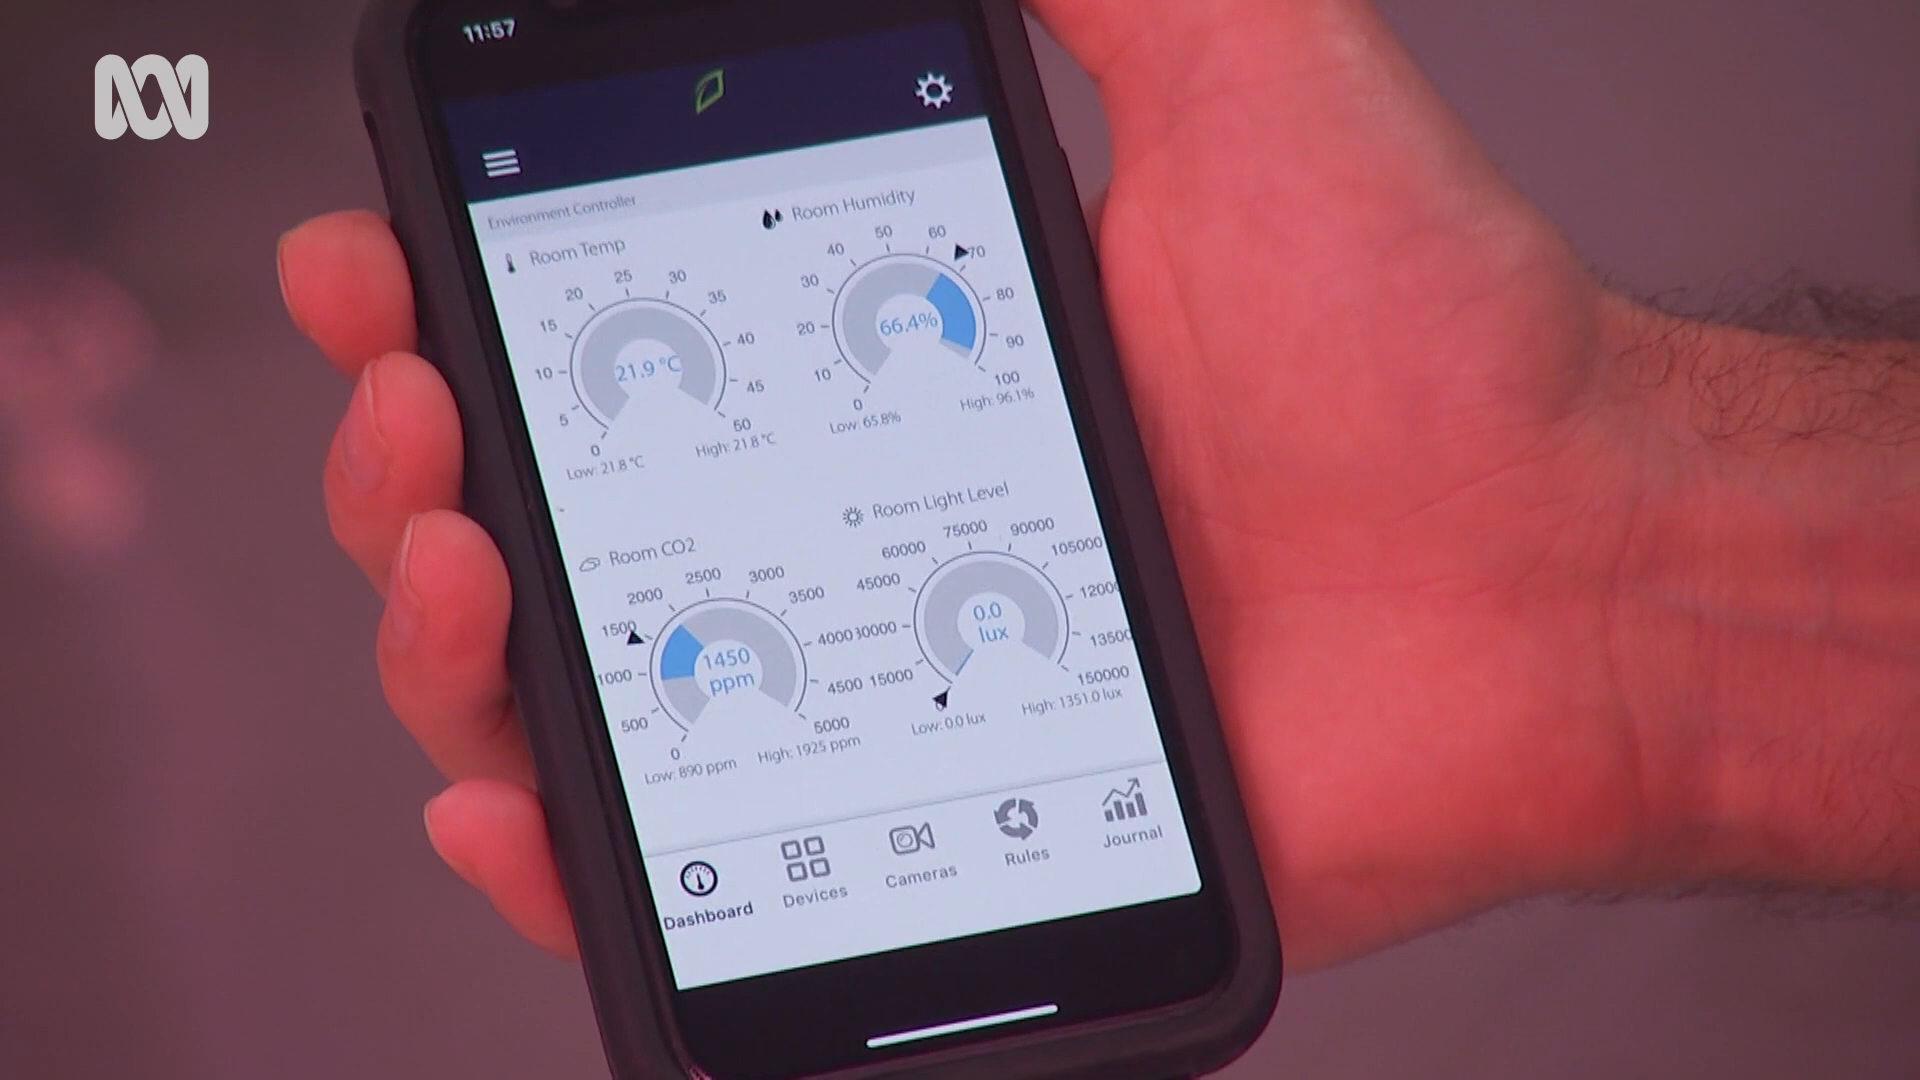 11:57
Environment Controller
Room Temp
0
5
10
15
20
25
30
35
40
45
50
21.9 °C
Low: 21.8 °C
High: 21.8 °C
Room Humidity
0
10
20
30
40
50
60
70
80
90
100
66.4%
Low: 65.8%
High: 96.1%
Room CO2
0
500
1000
1500
2000
2500
3000
3500
4000
4500
5000
1450
ppm
Low: 890 ppm
High: 1925 ppm
Room Light Level
15000
30000
45000
60000
75000
90000
105000
12000
13500
150000
0.0
lux
Low: 0.0 lux
High: 1351.0 lux
Dashboard
Devices
Cameras
Rules
Journal